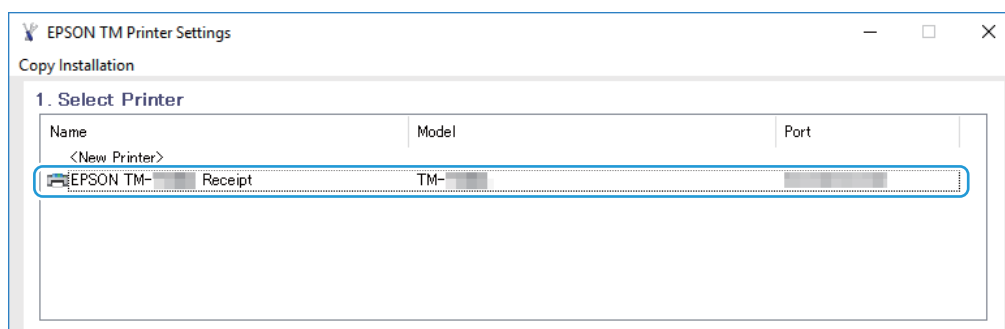 EPSON TM Printer Settings
Copy Installation
1. Select Printer
Name Model Port
<New Printer>
EPSON TM- Receipt TM-